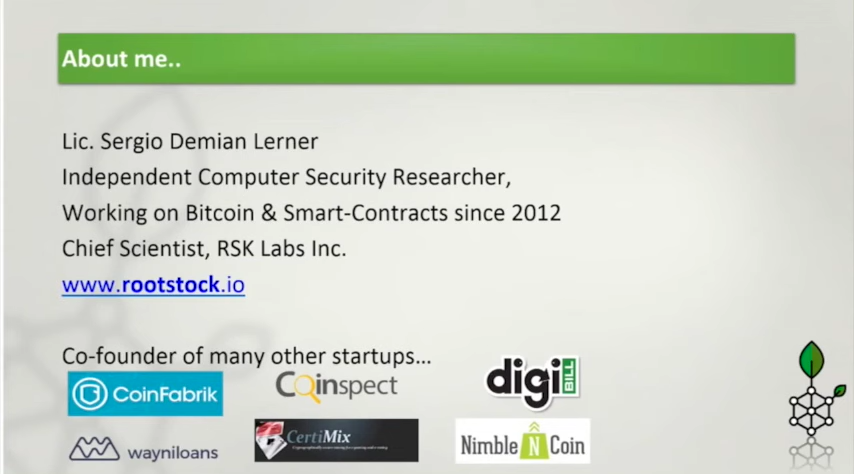 About me..
Lic. Sergio Demian Lerner
Independent Computer Security Researcher,
Working on Bitcoin & Smart-Contracts since 2012
Chief Scientist, RSK Labs Inc.
www.rootstock.io
Co-founder of many other startups...
CoinFabrik Coinspect digi BILL
wayniloans CertiMix Nimble N Coin